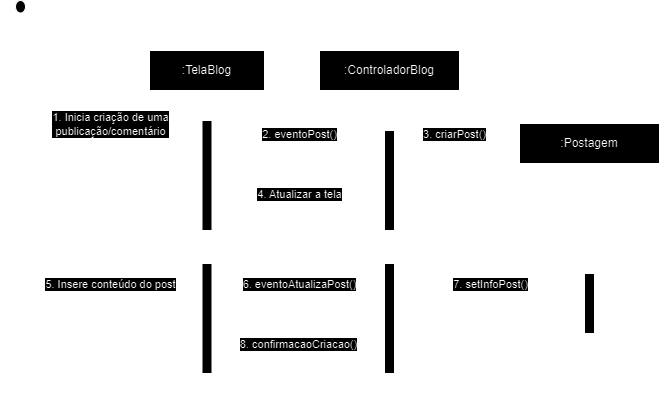 :TelaBlog
:ControladorBlog
1. Inicia criação de uma
publicação/comentário
2. eventoPost()
3. criarPost()
:Postagem
4. Atualizar a tela
5. Insere conteúdo do post
6. eventoAtualizaPost()
7. setInfoPost()
8. confirmacaoCriacao()